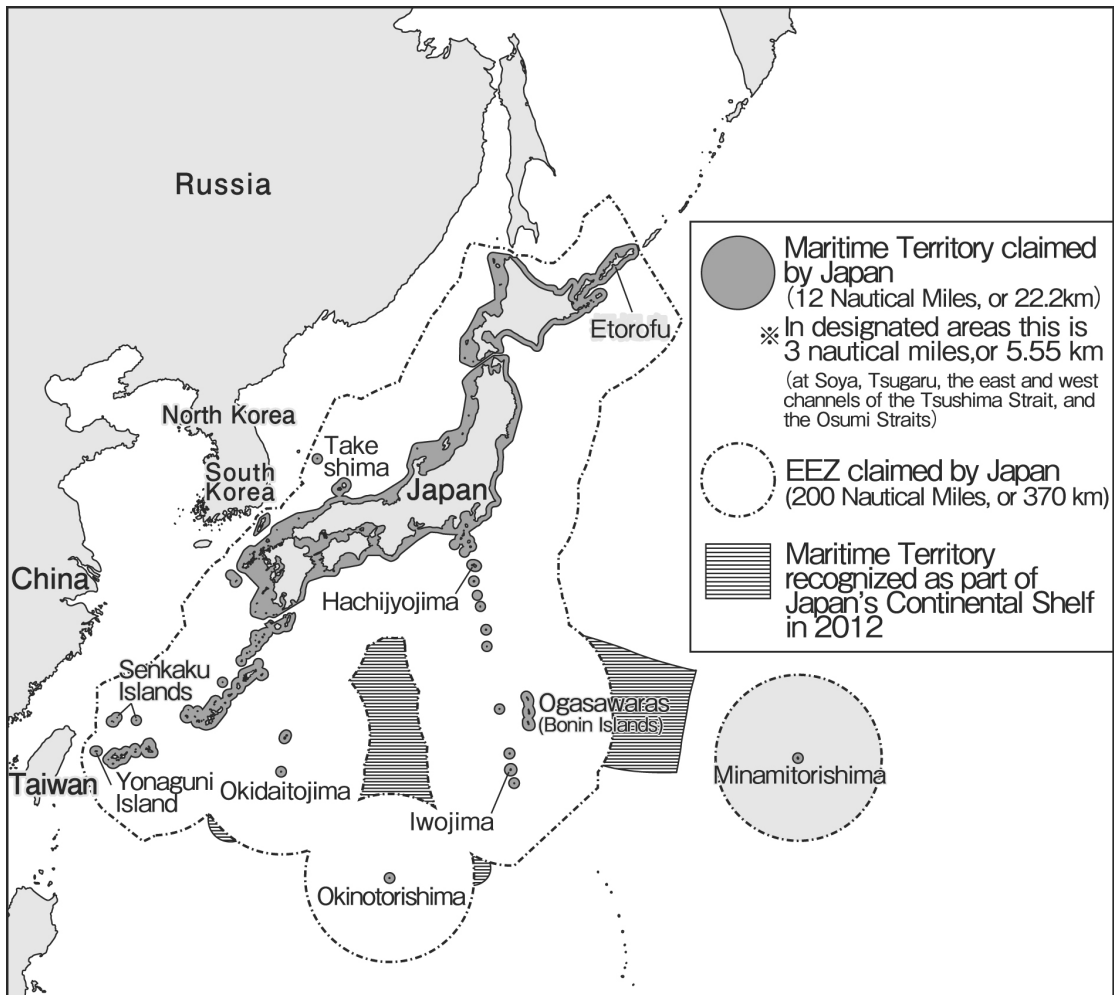 Russia
Etorofu
North Korea
South
Korea
Take
shima
Japan
China
Hachijyojima
Senkaku
Islands
Ogasawaras
(Bonin Islands)
Taiwan
Yonaguni
Island
Okidaitojima
Iwojima
Minamitorishima
Okinotorishima
Maritime Territory claimed
by Japan
(12 Nautical Miles, or 22.2km)
※ In designated areas this is
3 nautical miles,or 5.55 km
(at Soya, Tsugaru, the east and west
channels of the Tsushima Strait, and
the Osumi Straits)
EEZ claimed by Japan
(200 Nautical Miles, or 370 km)
Maritime Territory
recognized as part of
Japan's Continental Shelf
in 2012